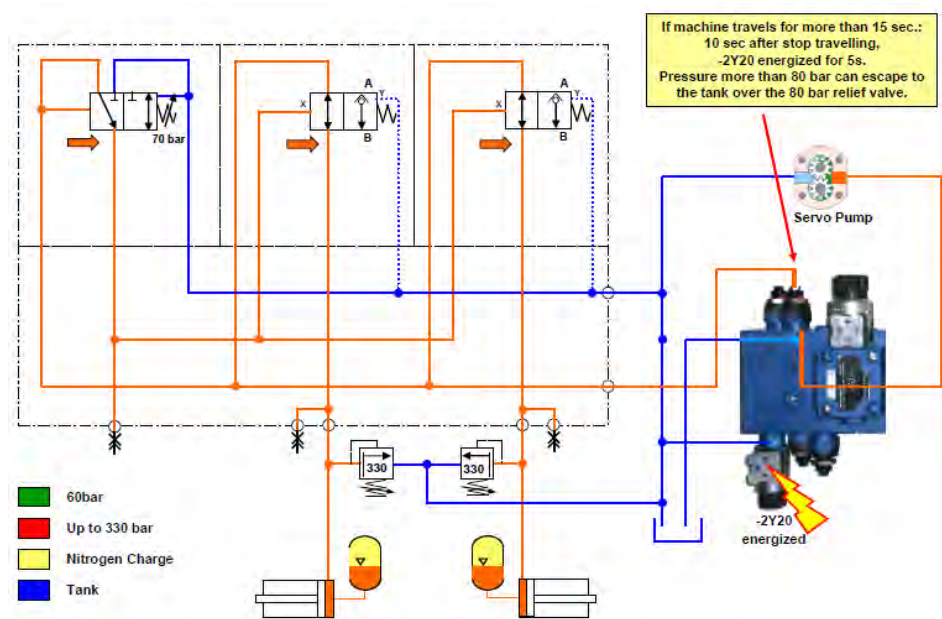 If machine travels for more than 15 sec.:
10 sec after stop travelling,
-2Y20 energized for 5s.
Pressure more than 80 bar can escape to
the tank over the 80 bar relief valve.
A
Y
X
B
70 bar
A
Y
X
B
Servo Pump
330
330
60bar
Up to 330 bar
Nitrogen Charge
Tank
-2Y20
energized